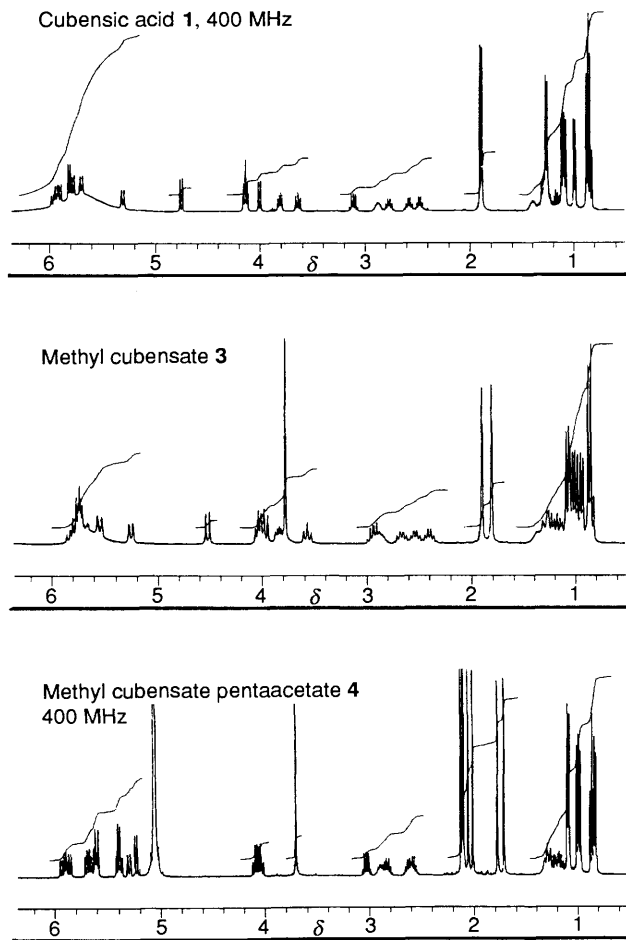 Cubensic acid 1, 400 MHz
6 5 4 δ 3 2 1
Methyl cubensate 3
6 5 4 δ 3 2 1
Methyl cubensate pentaacetate 4
400 MHz
6 5 4 δ 3 2 1